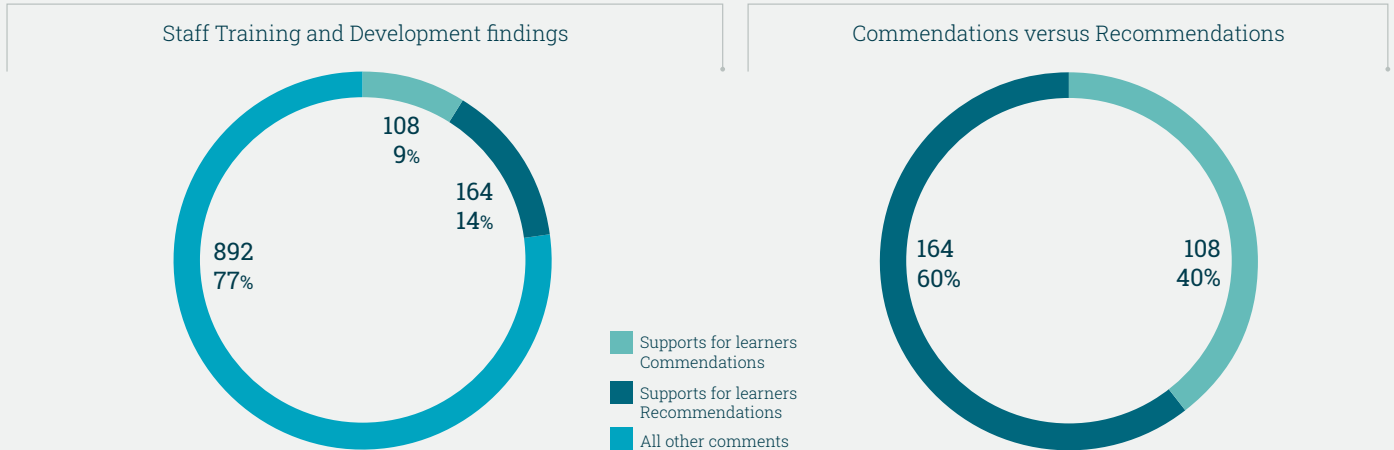 Staff Training and Development findings
108
9%
164
14%
892
77%
Supports for learners
Commendations
Supports for learners
Recommendations
All other comments
Commendations versus Recommendations
164
60%
108
40%